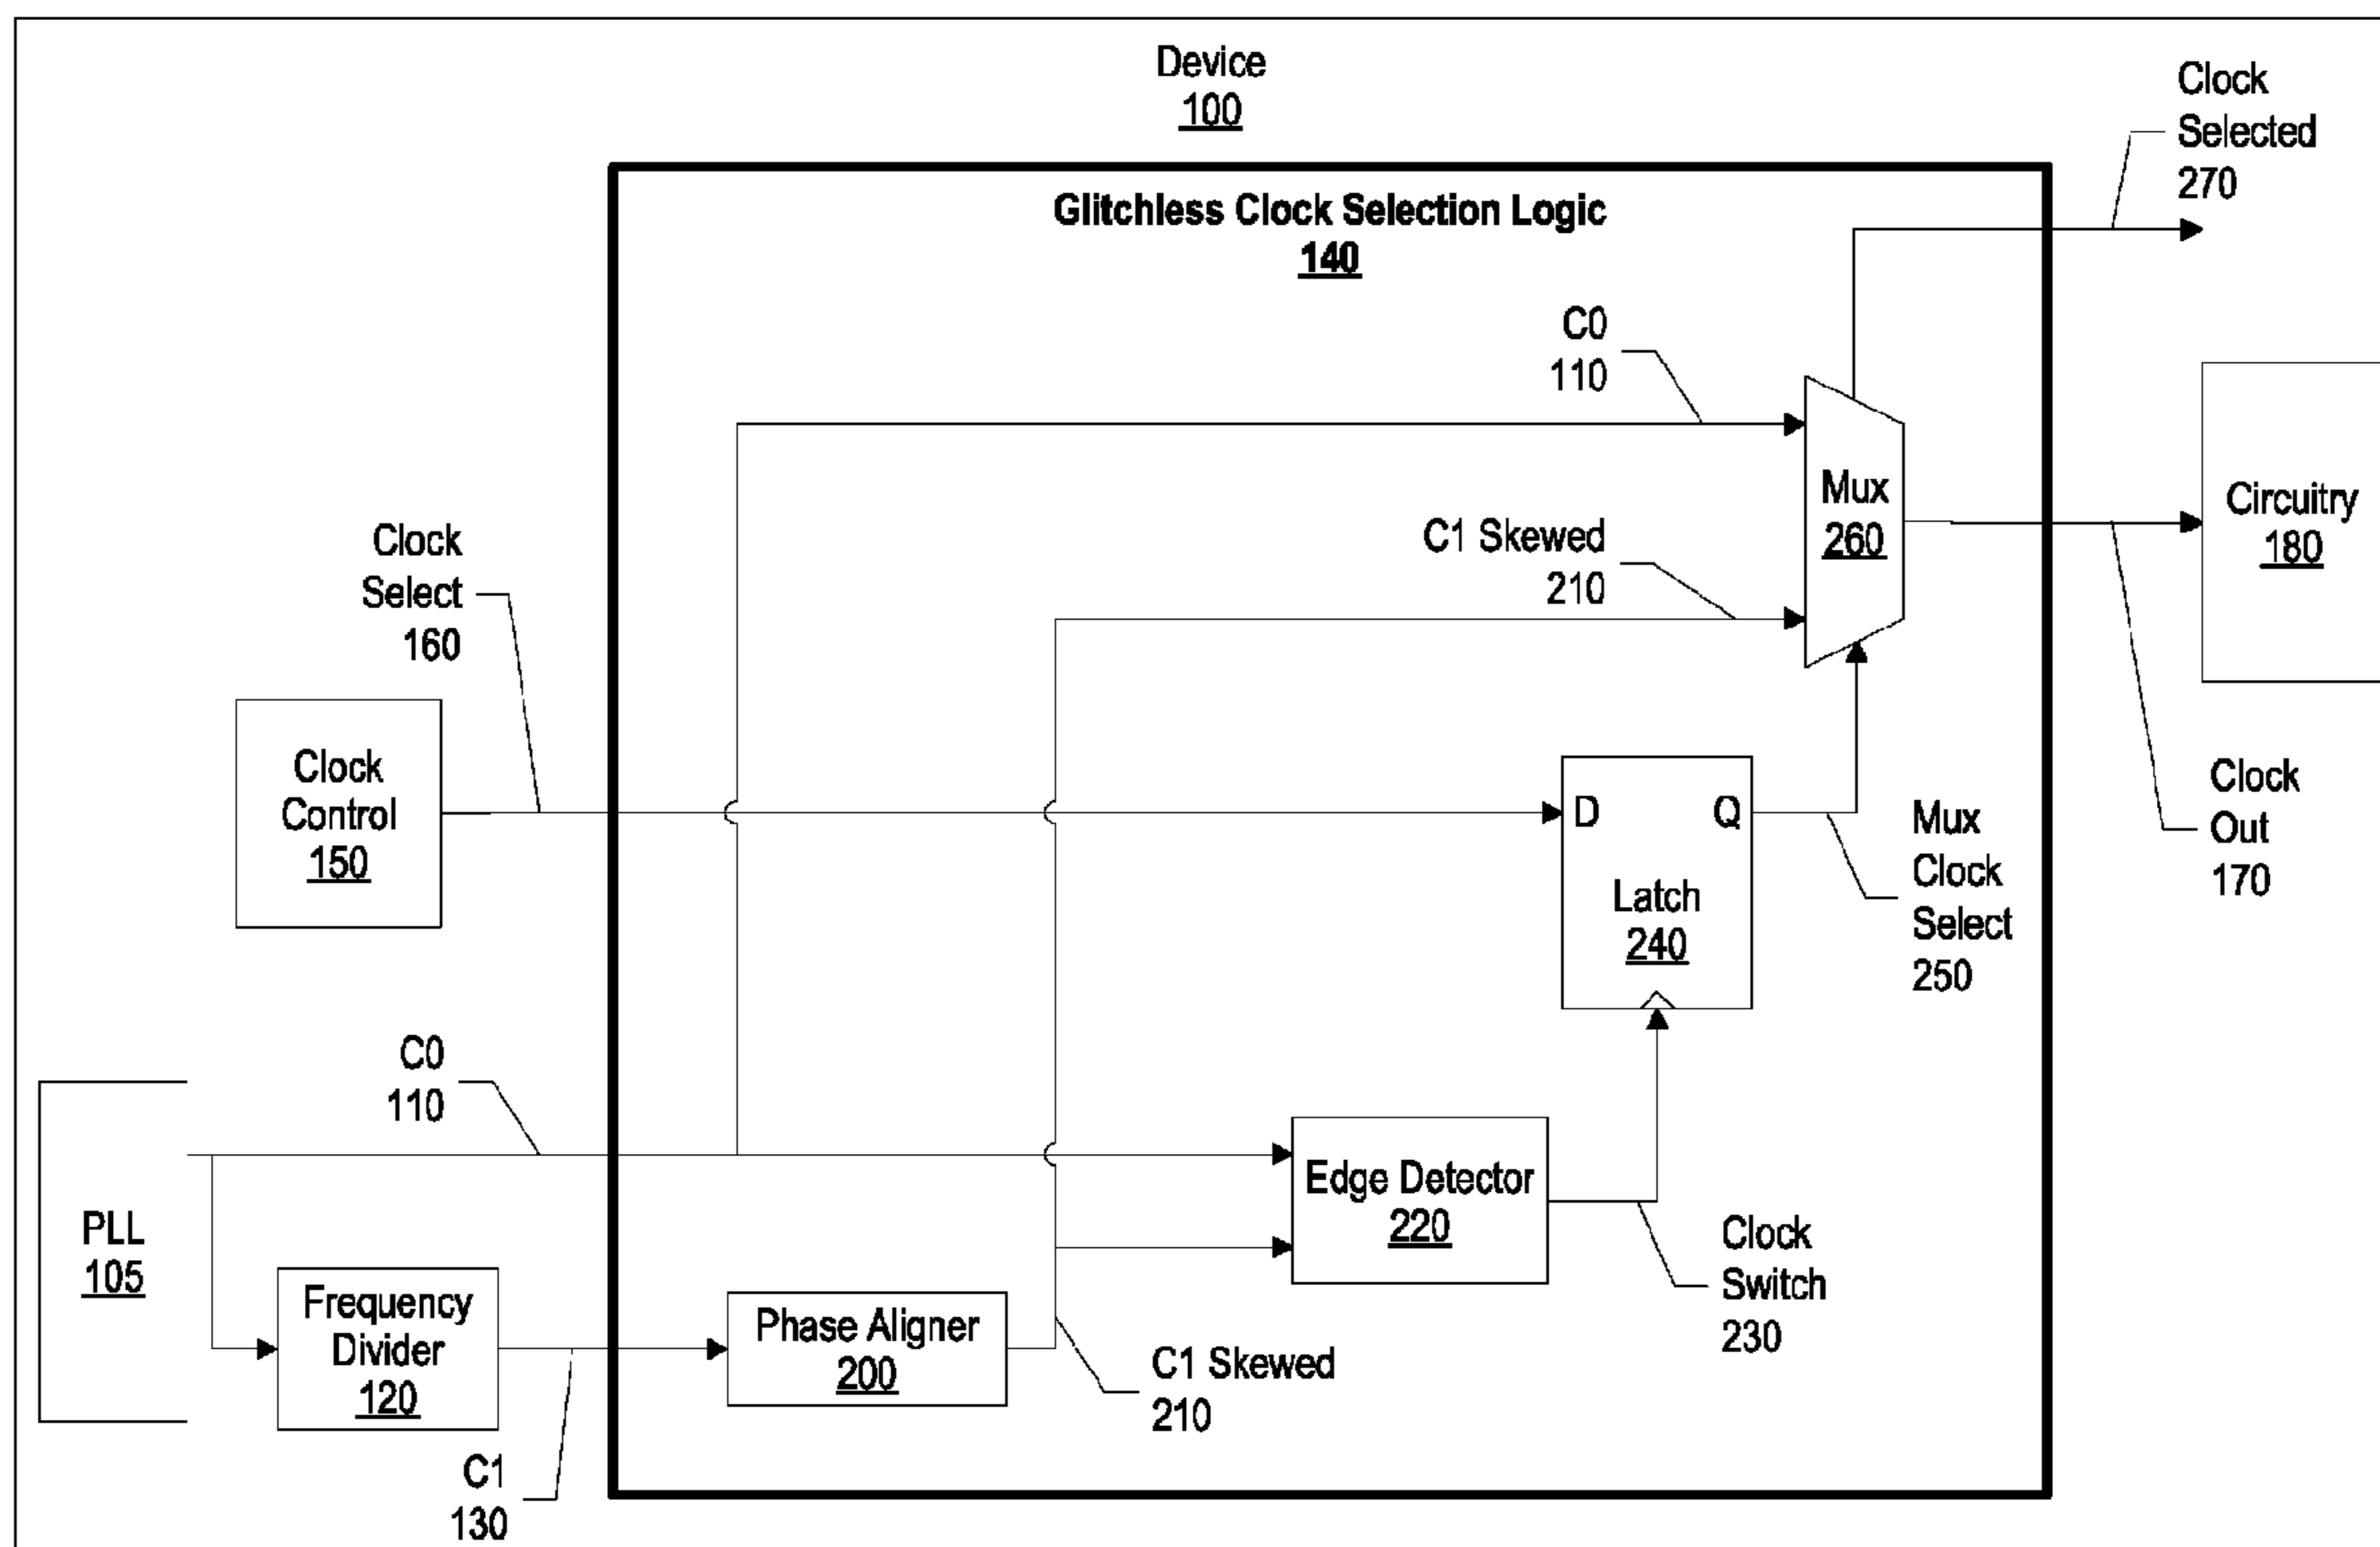 Device
100
Clock
Selected
270
Glitchless Clock Selection Logic
140
C0
110
Mux
260
Circuitry
180
C1 Skewed
210
Clock
Select
160
Clock
Control
150
D
Q
Latch
240
Mux
Clock
Select
250
Clock
Out
170
C0
110
PLL
105
Edge Detector
220
Clock
Switch
230
Frequency
Divider
120
Phase Aligner
200
C1 Skewed
210
C1
130